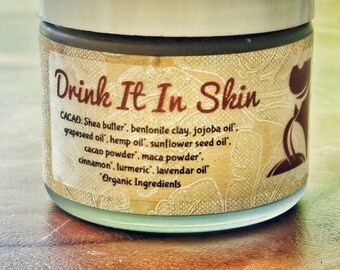 Drink It In Skin
CACAO: Shea butter*, bentonite clay, jojoba oil*,
grapeseed oil*, hemp oil*, sunflower seed oil*,
cacao powder*, maca powder*,
cinnamon*, turmeric*, lavendar oil*
*Organic Ingredients